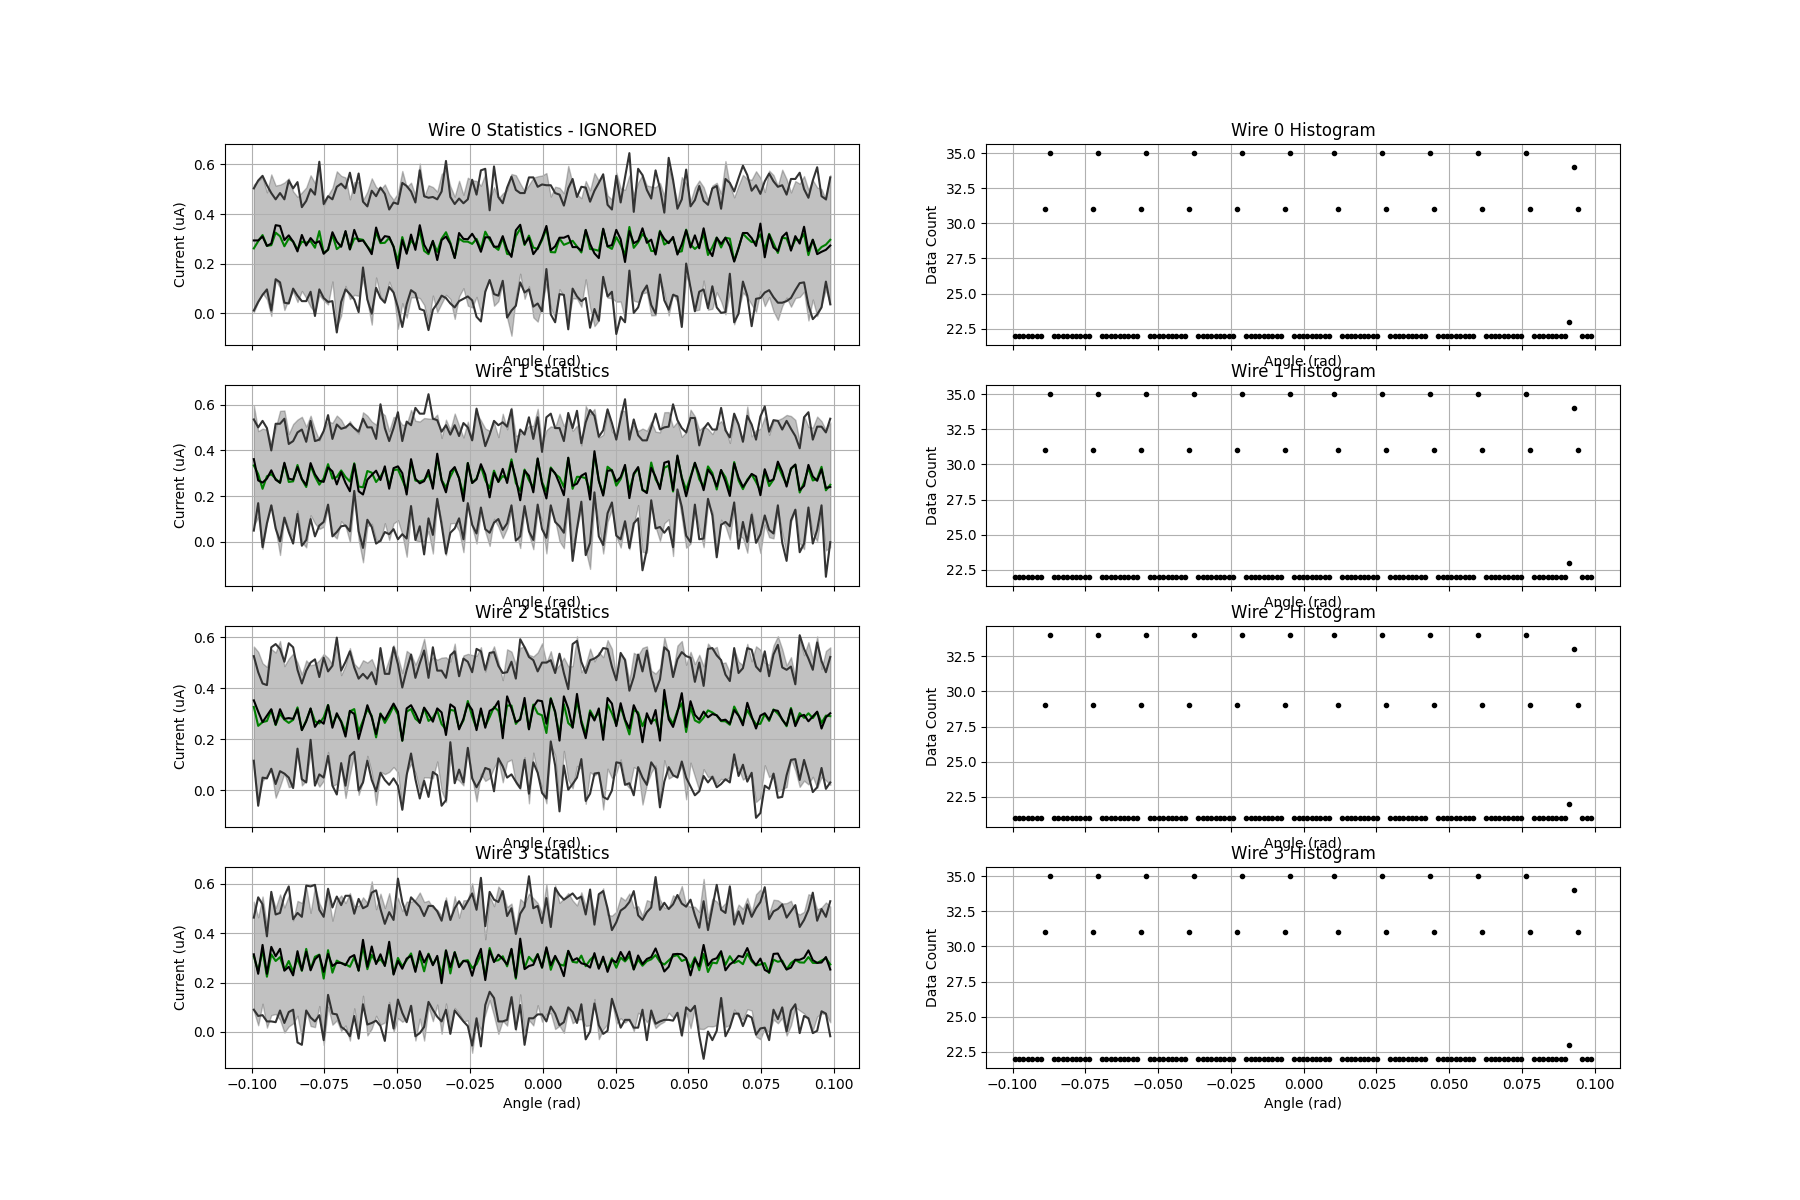 Wire 0 Statistics - IGNORED
Current (uA)
0.6
0.4
0.2
0.0
Angle (rad)
Wire 0 Histogram
Data Count
35.0
32.5
30.0
27.5
25.0
22.5
Angle (rad)
Wire 1 Statistics
Current (uA)
0.6
0.4
0.2
0.0
Angle (rad)
Wire 1 Histogram
Data Count
35.0
32.5
30.0
27.5
25.0
22.5
Angle (rad)
Wire 2 Statistics
Current (uA)
0.6
0.4
0.2
0.0
Angle (rad)
Wire 2 Histogram
Data Count
32.5
30.0
27.5
25.0
22.5
Angle (rad)
Wire 3 Statistics
Current (uA)
0.6
0.4
0.2
0.0
−0.100 −0.075 −0.050 −0.025 0.000 0.025 0.050 0.075 0.100
Angle (rad)
Wire 3 Histogram
Data Count
35.0
32.5
30.0
27.5
25.0
22.5
−0.100 −0.075 −0.050 −0.025 0.000 0.025 0.050 0.075 0.100
Angle (rad)